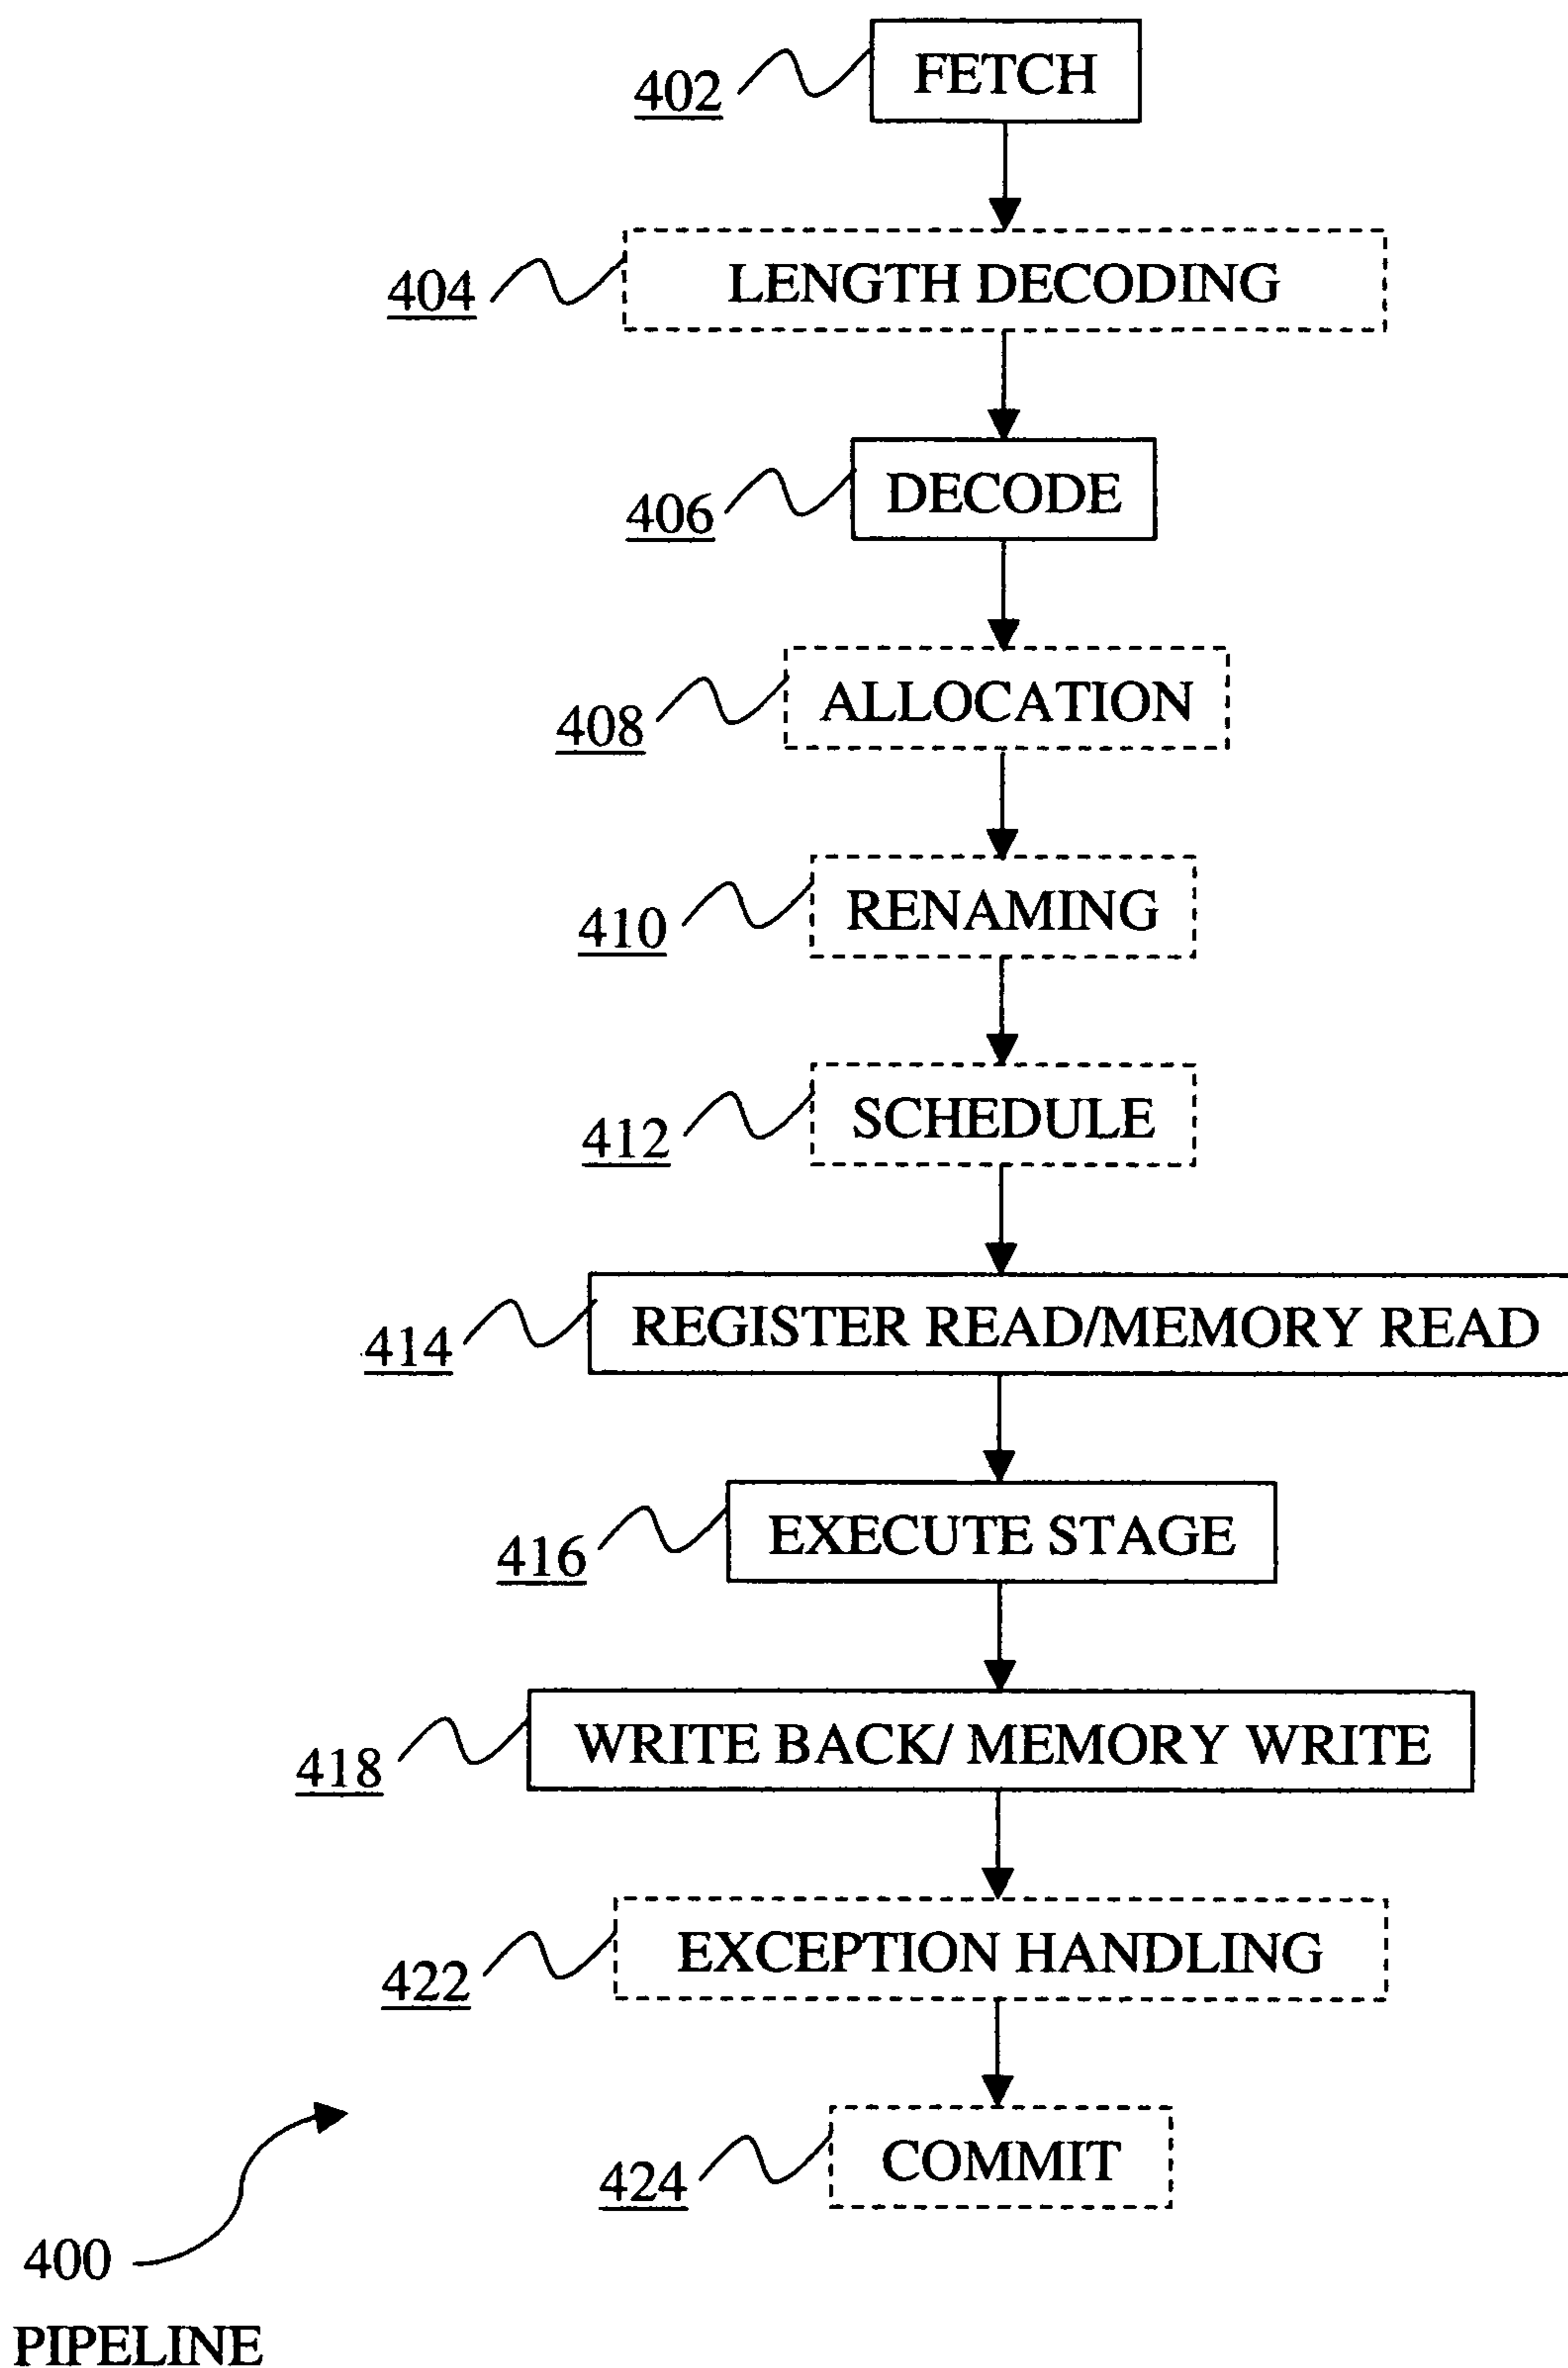 402 FETCH
404 LENGTH DECODING
406 DECODE
408 ALLOCATION
410 RENAMING
412 SCHEDULE
414 REGISTER READ/MEMORY READ
416 EXECUTE STAGE
418 WRITE BACK/ MEMORY WRITE
422 EXCEPTION HANDLING
424 COMMIT
400
PIPELINE